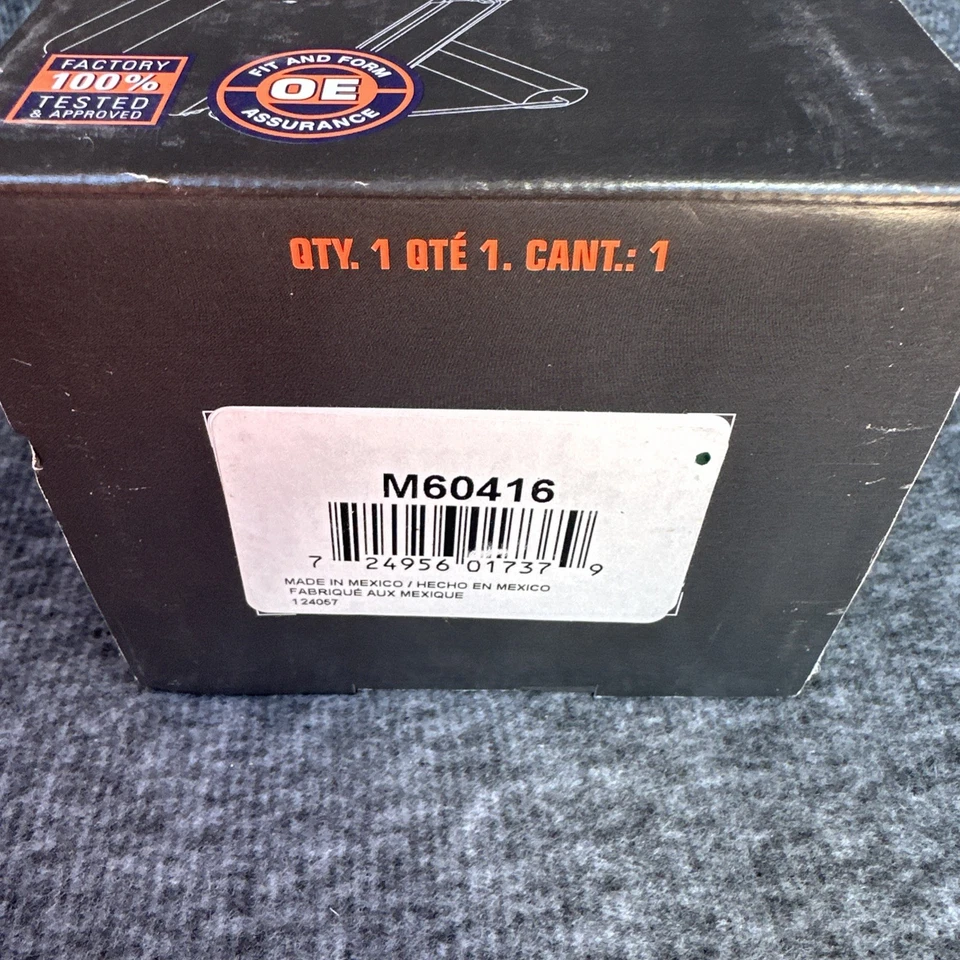 FACTORY
100%
TESTED
& APPROVED
FIT AND FORM
OE
ASSURANCE
QTY. 1 QTÉ 1. CANT.: 1
M60416
7 24956 01737 9
MADE IN MEXICO / HECHO EN MEXICO
FABRIQUÉ AUX MEXIQUE
124057